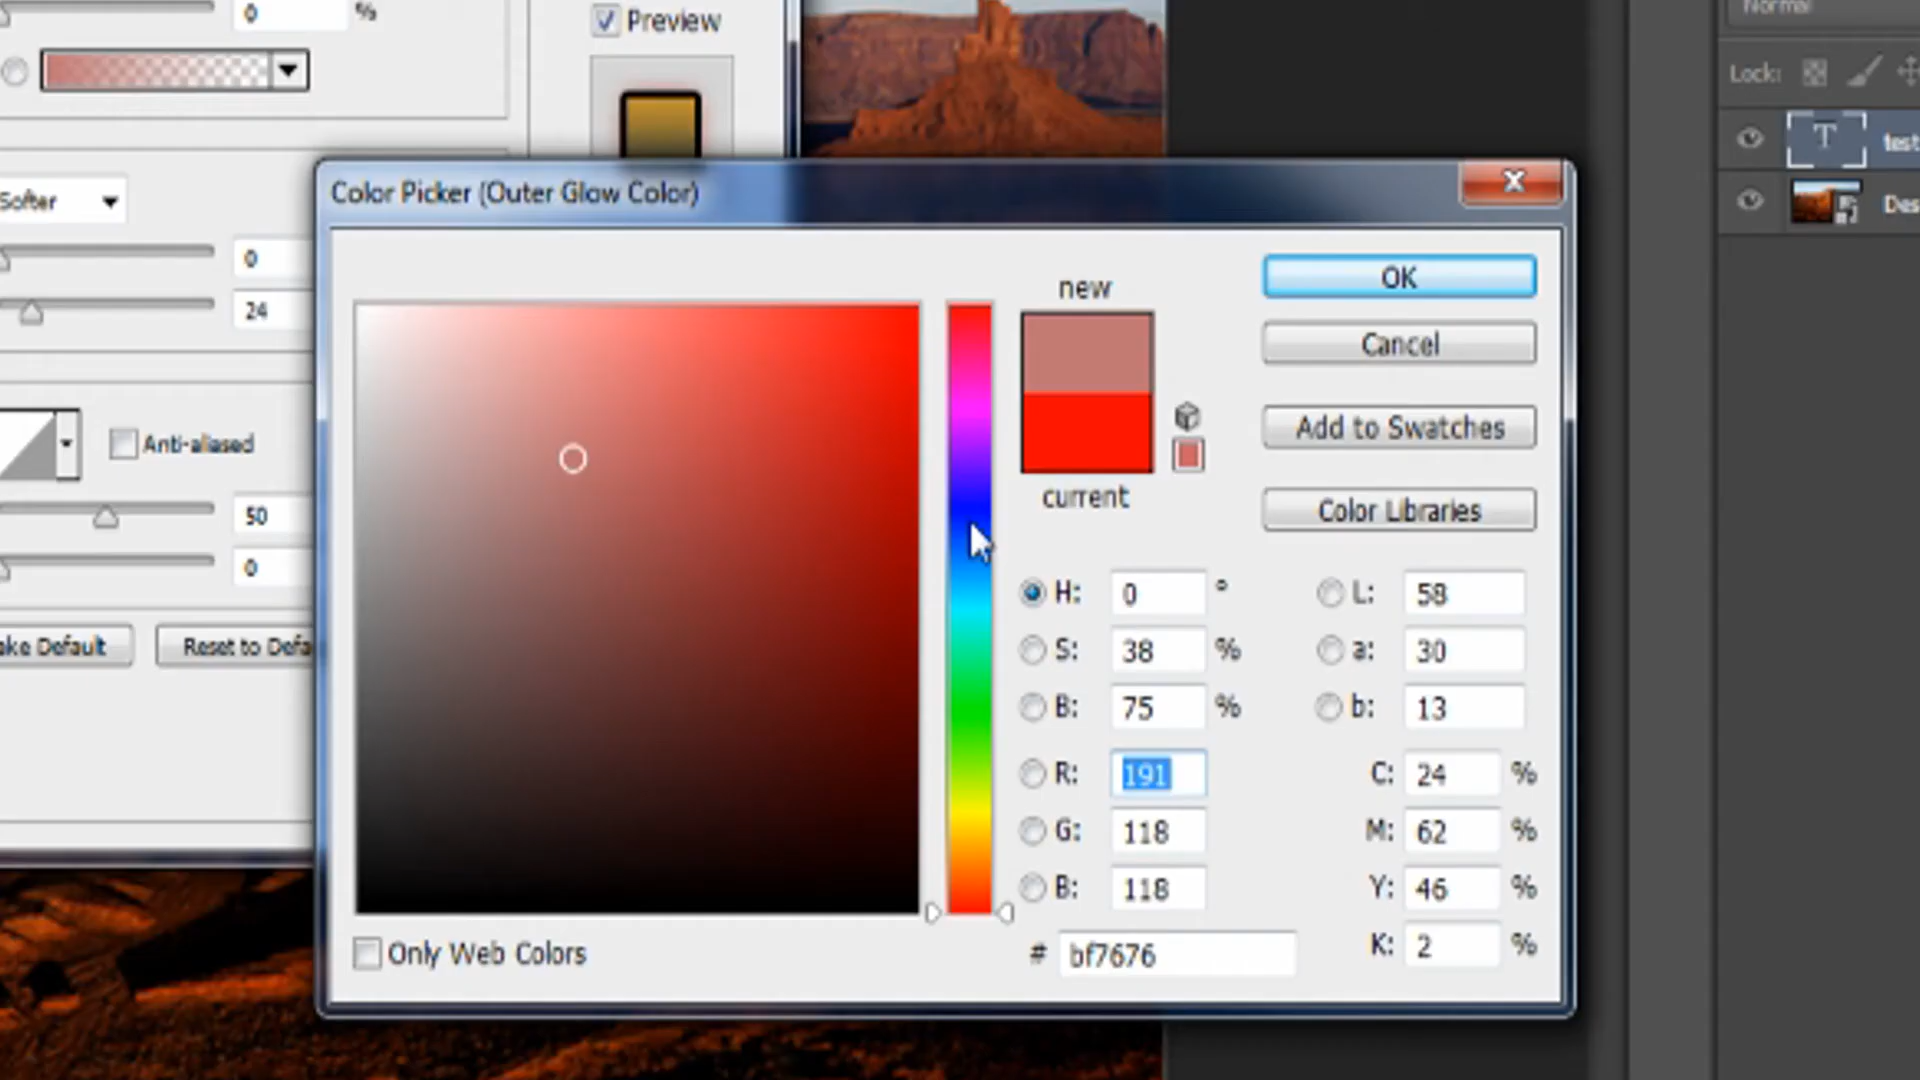 0 %
Preview
Normal
Lock:
T test
Des
Softer
0
24
Anti-aliased
50
0
ake Default
Reset to Defa
Color Picker (Outer Glow Color)
new
current
OK
Cancel
Add to Swatches
Color Libraries
H: 0 °
S: 38 %
B: 75 %
R: 191
G: 118
B: 118
# bf7676
L: 58
a: 30
b: 13
C: 24 %
M: 62 %
Y: 46 %
K: 2 %
Only Web Colors